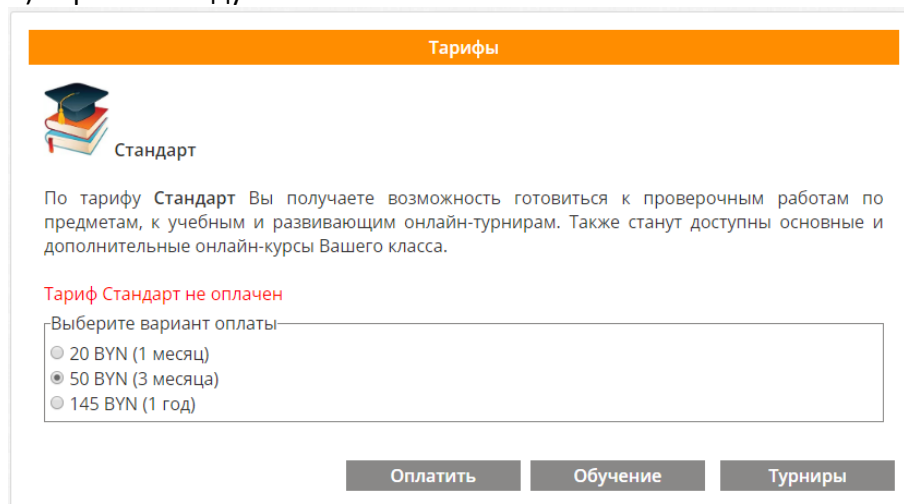 Тарифы
Стандарт
По тарифу Стандарт Вы получаете возможность готовиться к проверочным работам по
предметам, к учебным и развивающим онлайн-турнирам. Также станут доступны основные и
дополнительные онлайн-курсы Вашего класса.
Тариф Стандарт не оплачен
Выберите вариант оплаты
20 BYN (1 месяц)
50 BYN (3 месяца)
145 BYN (1 год)
Оплатить Обучение Турниры